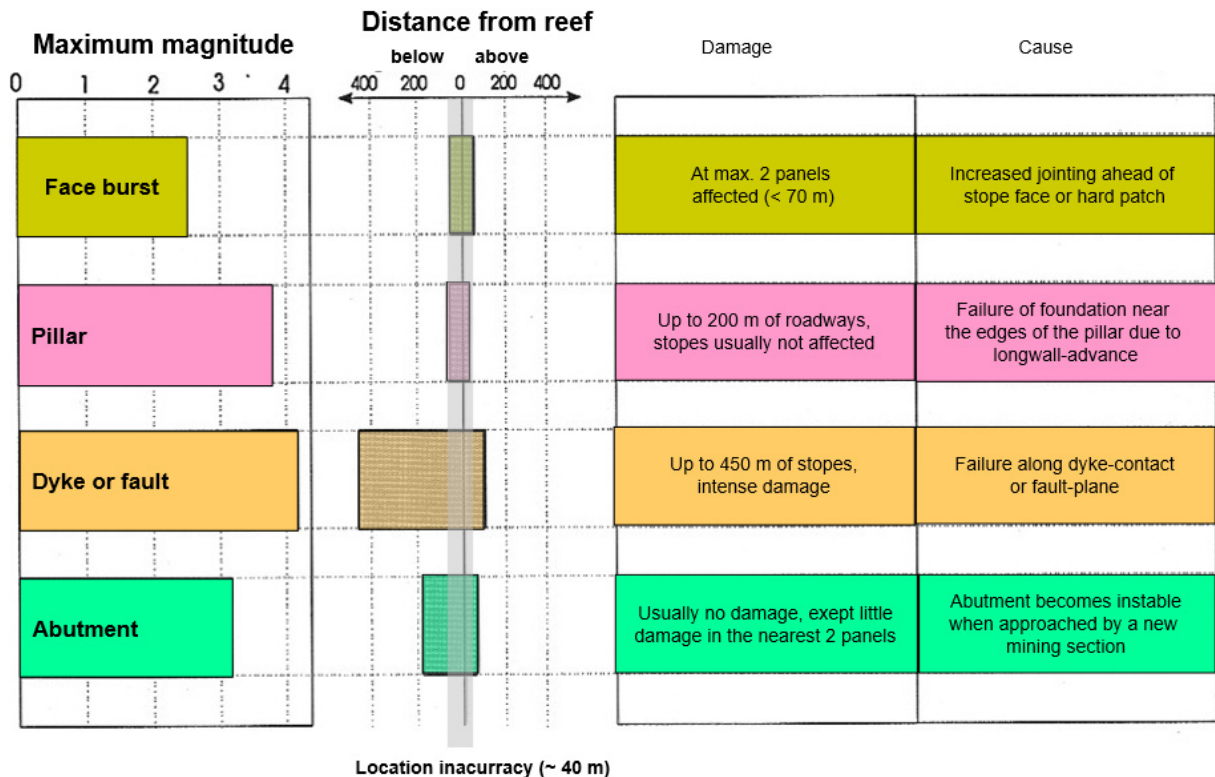 Maximum magnitude
Distance from reef
below above
Damage
Cause
0 1 2 3 4
400 200 0 200 400
Face burst
At max. 2 panels
affected (< 70 m)
Increased jointing ahead of
stope face or hard patch
Pillar
Up to 200 m of roadways,
stopes usually not affected
Failure of foundation near
the edges of the pillar due to
longwall-advance
Dyke or fault
Up to 450 m of stopes,
intense damage
Failure along dyke-contact
or fault-plane
Abutment
Usually no damage, exept little
damage in the nearest 2 panels
Abutment becomes instable
when approached by a new
mining section
Location inacurracy (~ 40 m)